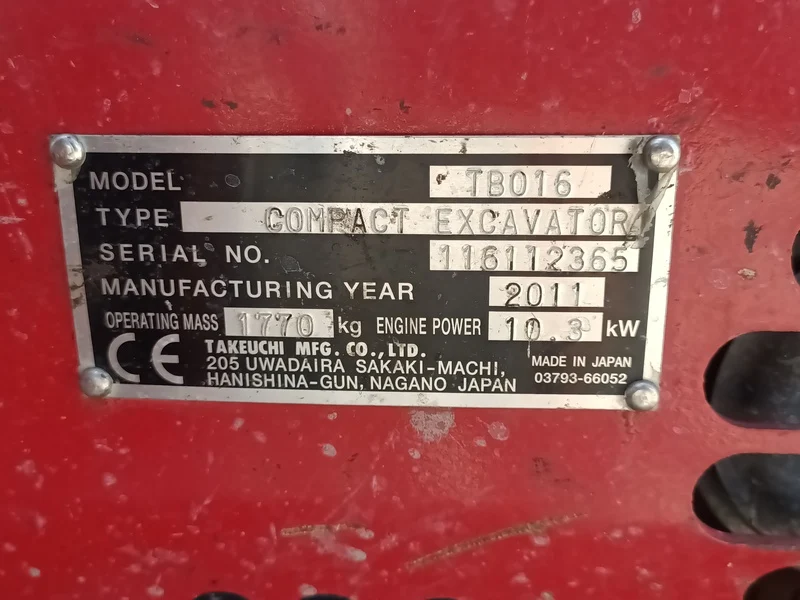 MODEL TB016
TYPE COMPACT EXCAVATOR
SERIAL NO. 116112365
MANUFACTURING YEAR 2011
OPERATING MASS 1770 kg ENGINE POWER 10.3 kW
CE
TAKEUCHI MFG. CO., LTD.
205 UWADAIRA SAKAKI-MACHI,
HANISHINA-GUN, NAGANO JAPAN
MADE IN JAPAN
03793-66052